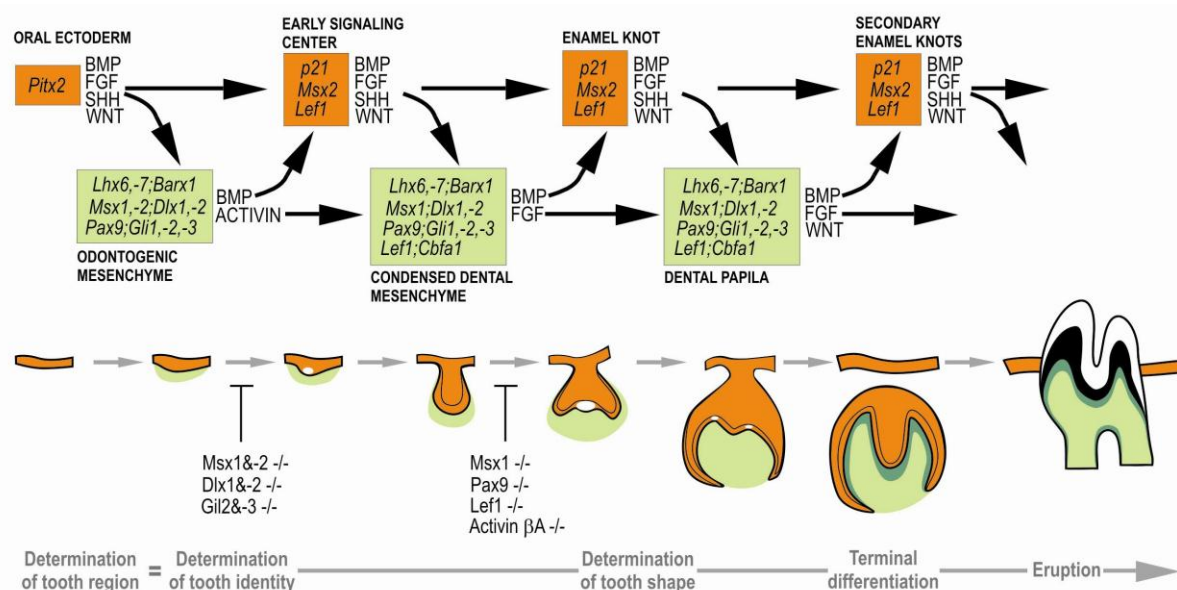 ORAL ECTODERM
Pitx2
BMP
FGF
SHH
WNT
EARLY SIGNALING
CENTER
p21
Msx2
Lef1
BMP
FGF
SHH
WNT
ENAMEL KNOT
p21
Msx2
Lef1
BMP
FGF
SHH
WNT
SECONDARY
ENAMEL KNOTS
p21
Msx2
Lef1
BMP
FGF
SHH
WNT
Lhx6,-7;Barx1
Msx1,-2;Dlx1,-2
Pax9;Gli1,-2,-3
BMP
ACTIVIN
ODONTOGENIC
MESENCHYME
Lhx6,-7;Barx1
Msx1;Dlx1,-2
Pax9;Gli1,-2,-3
Lef1;Cbfa1
BMP
FGF
CONDENSED DENTAL
MESENCHYME
Lhx6,-7;Barx1
Msx1;Dlx1,-2
Pax9;Gli1,-2,-3
Lef1;Cbfa1
BMP
FGF
WNT
DENTAL PAPILA
Msx1&-2 -/-
Dlx1&-2 -/-
Gil2&-3 -/-
Msx1 -/-
Pax9 -/-
Lef1 -/-
Activin βA -/-
Determination
of tooth region
=
Determination
of tooth identity
Determination
of tooth shape
Terminal
differentiation
Eruption